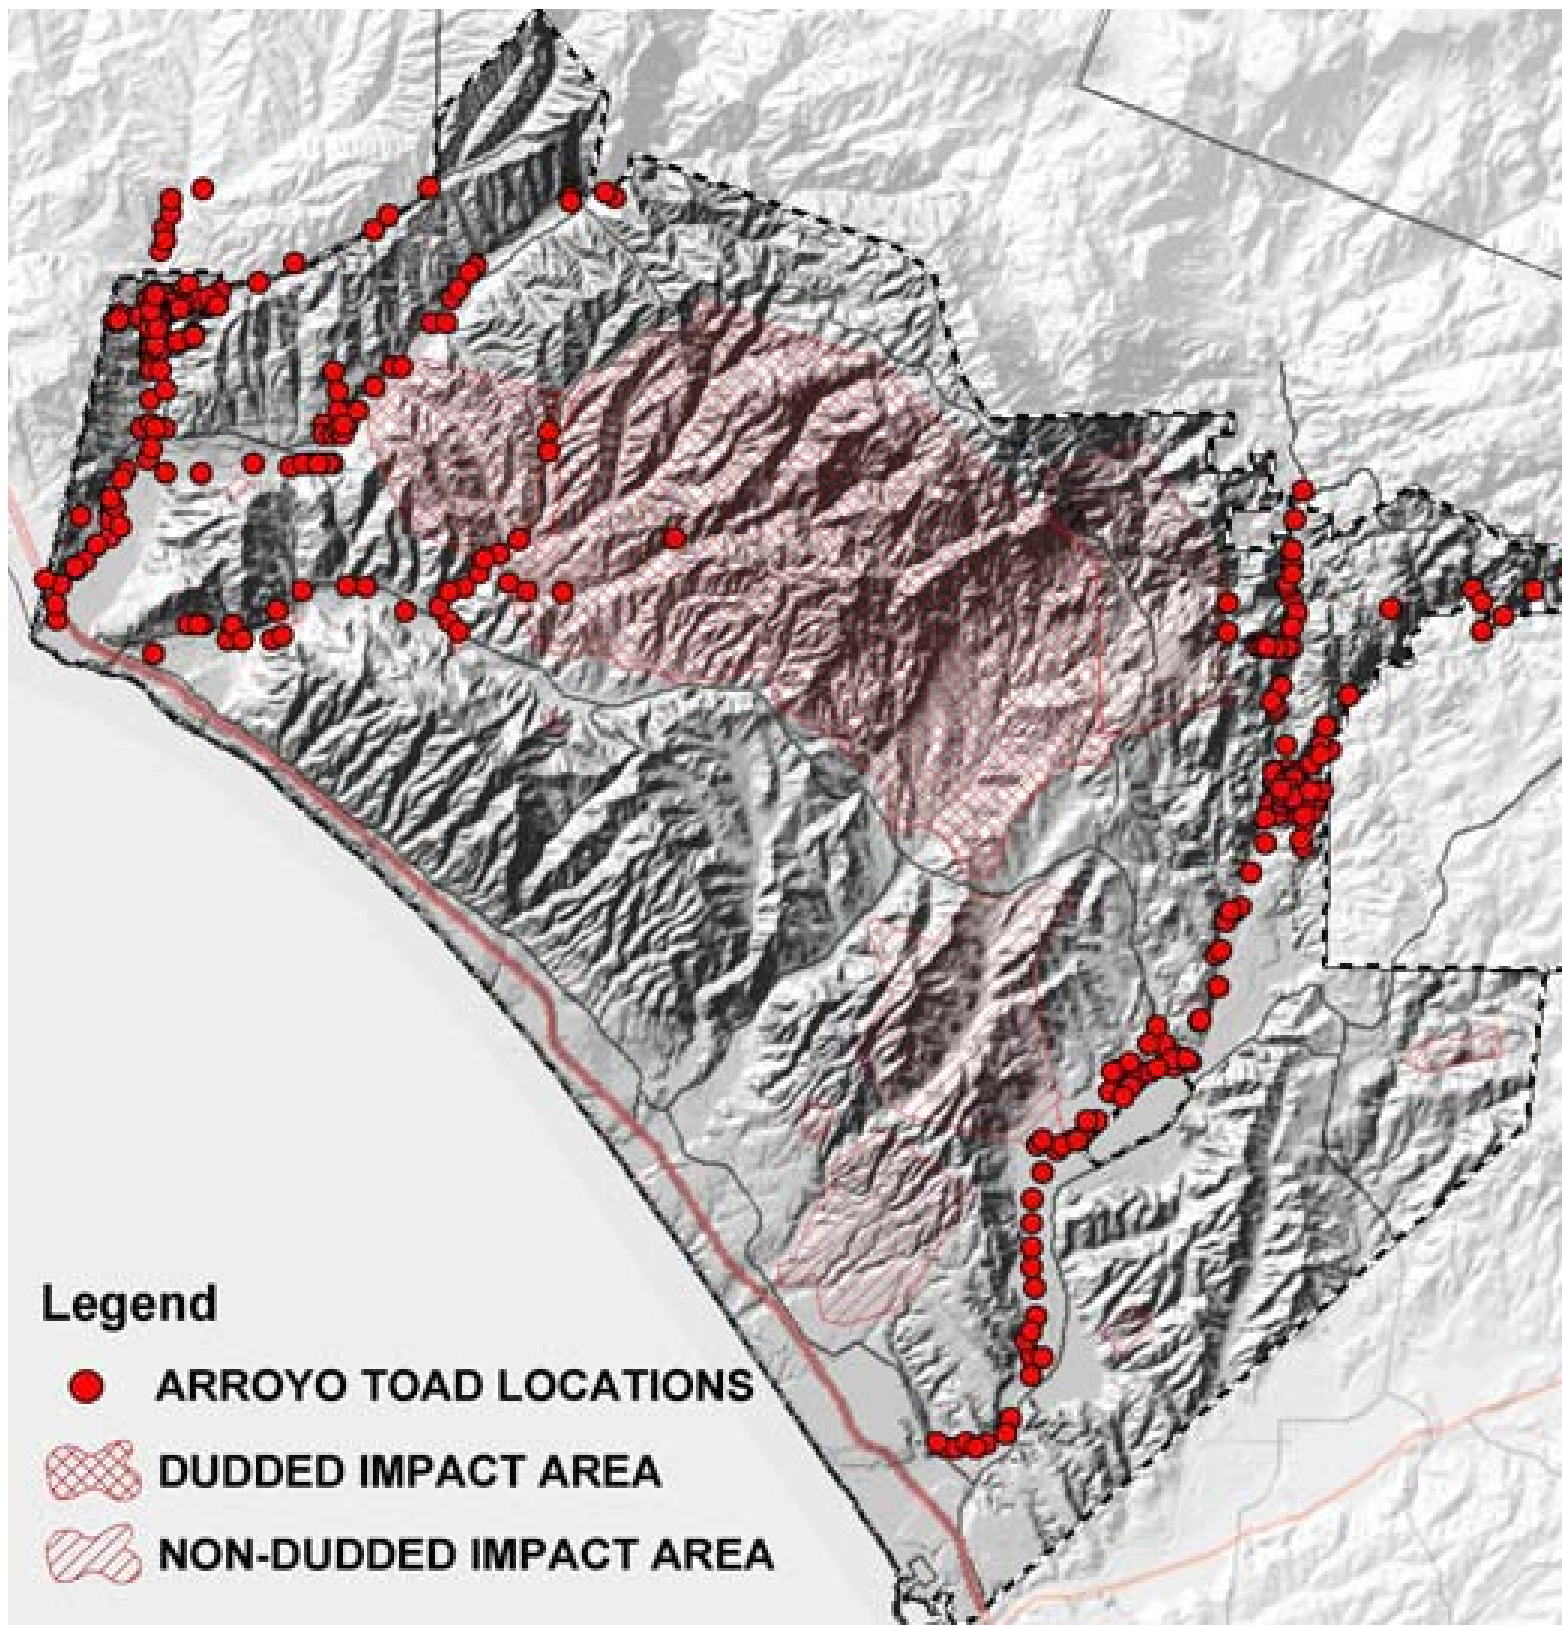 Legend
ARROYO TOAD LOCATIONS
DUDDED IMPACT AREA
NON-DUDDED IMPACT AREA